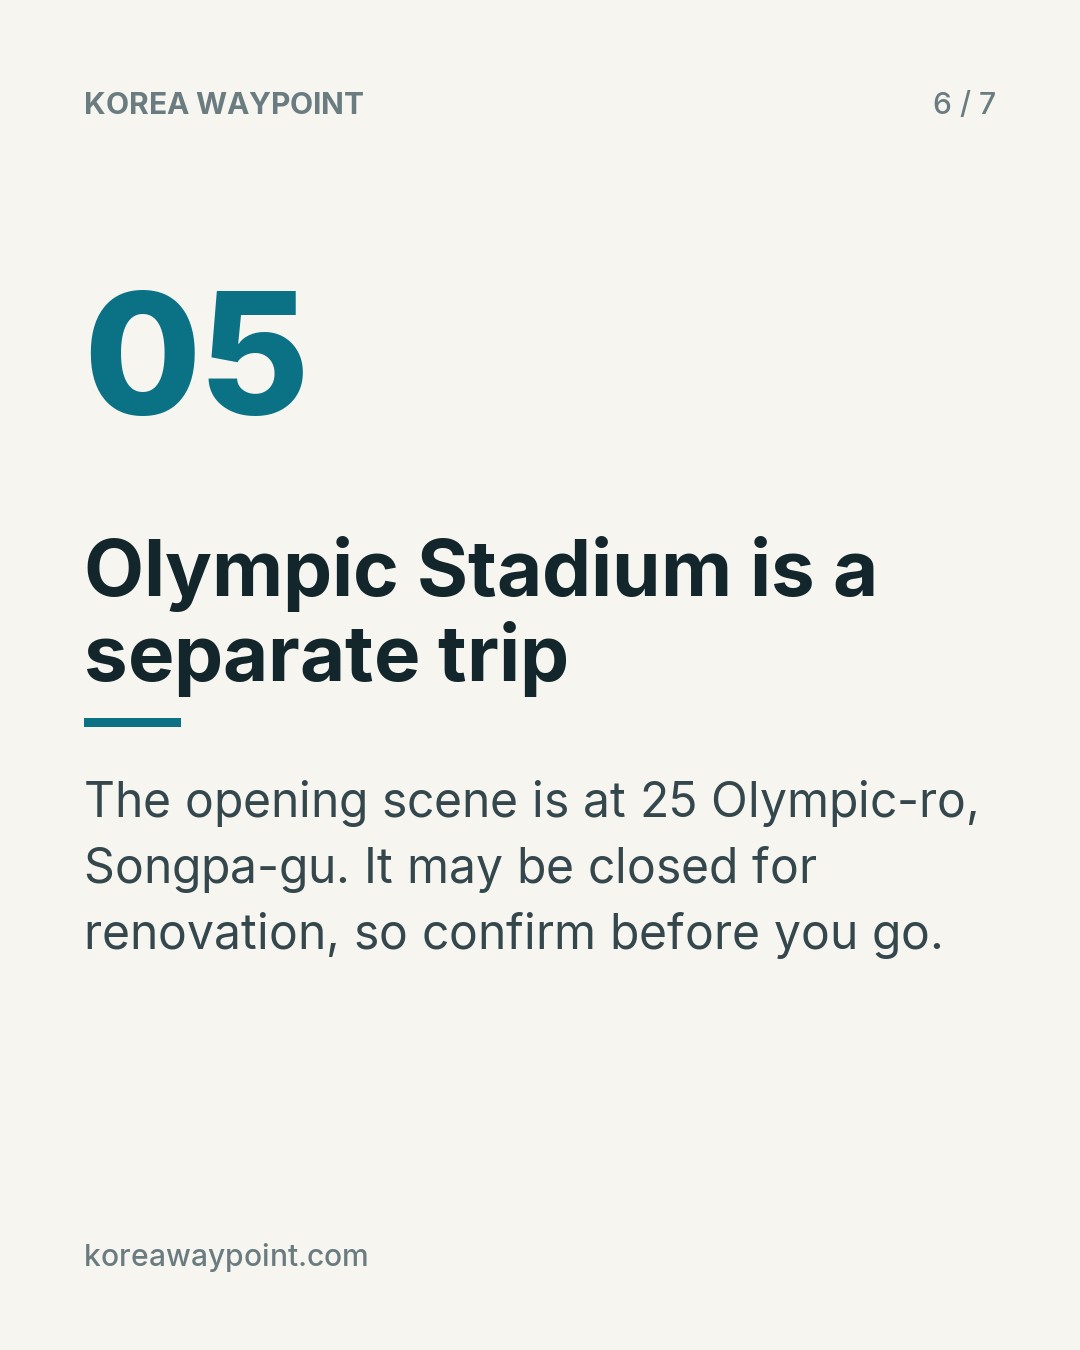 KOREA WAYPOINT
6 / 7
05
Olympic Stadium is a
separate trip
The opening scene is at 25 Olympic-ro,
Songpa-gu. It may be closed for
renovation, so confirm before you go.
koreawaypoint.com